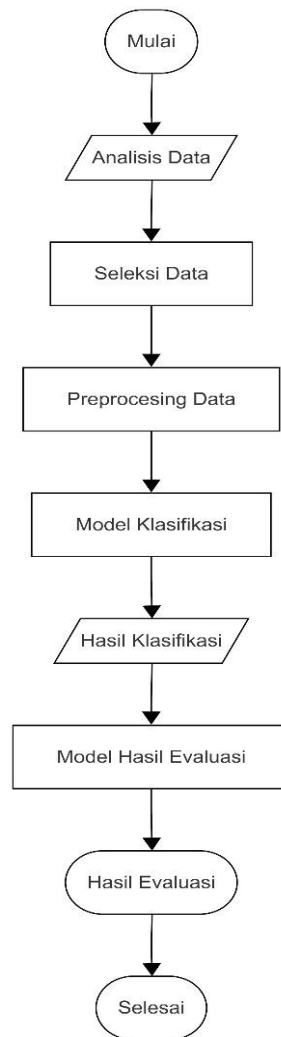 Mulai
Analisis Data
Seleksi Data
Preprocesing Data
Model Klasifikasi
Hasil Klasifikasi
Model Hasil Evaluasi
Hasil Evaluasi
Selesai